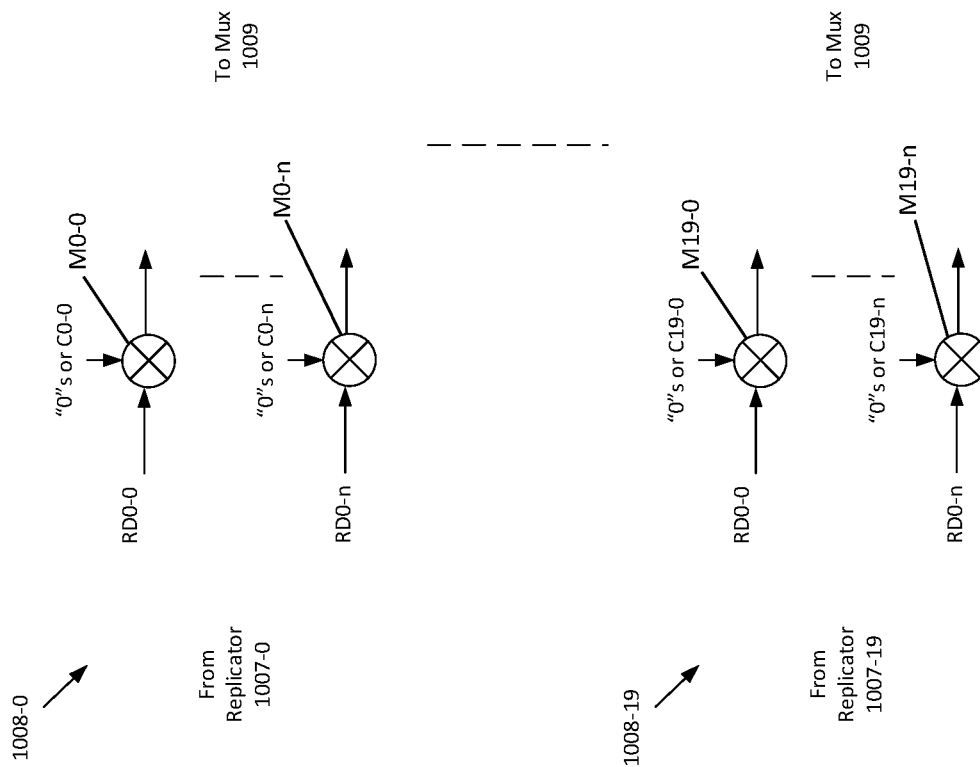 1008-0
From
Replicator
1007-0
RD0-0
"0"s or C0-0
M0-0
RD0-n
"0"s or C0-n
M0-n
To Mux
1009
1008-19
From
Replicator
1007-19
RD0-0
"0"s or C19-0
M19-0
RD0-n
"0"s or C19-n
M19-n
To Mux
1009